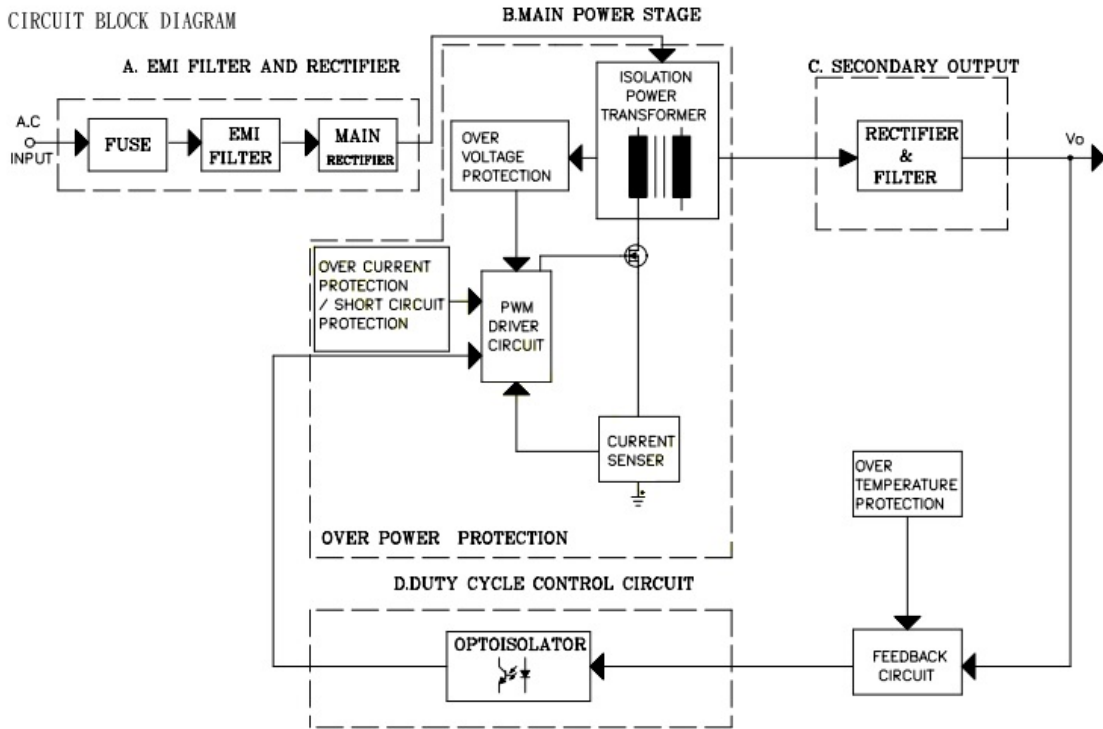 CIRCUIT BLOCK DIAGRAM
B.MAIN POWER STAGE
A. EMI FILTER AND RECTIFIER
C. SECONDARY OUTPUT
A.C
INPUT
FUSE
EMI
FILTER
MAIN
RECTIFIER
ISOLATION
POWER
TRANSFORMER
OVER
VOLTAGE
PROTECTION
RECTIFIER
&
FILTER
Vo
OVER CURRENT
PROTECTION
/ SHORT CIRCUIT
PROTECTION
PWM
DRIVER
CIRCUIT
CURRENT
SENSER
OVER
TEMPERATURE
PROTECTION
OVER POWER PROTECTION
D.DUTY CYCLE CONTROL CIRCUIT
OPTOISOLATOR
FEEDBACK
CIRCUIT